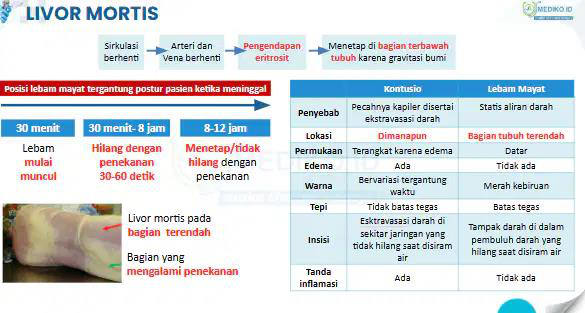 LIVOR MORTIS
MEDIKO.ID
Sirkulasi
berhenti
Arteri dan
Vena berhenti
Pengendapan
eritrosit
Menetap di bagian terbawah
tubuh karena gravitasi bumi
Posisi lebam mayat tergantung postur pasien ketika meninggal
30 menit
Lebam
mulai
muncul
30 menit- 8 jam
Hilang dengan
penekanan
30-60 detik
8-12 jam
Menetap/tidak
hilang dengan
penekanan
Livor mortis pada
bagian terendah
Bagian yang
mengalami penekanan
Kontusio Lebam Mayat
Penyebab Pecahnya kapiler disertai
ekstravasasi darah Statis aliran darah
Lokasi Dimanapun Bagian tubuh terendah
Permukaan Terangkat karena edema Datar
Edema Ada Tidak ada
Warna Bervariasi tergantung
waktu Merah kebiruan
Tepi Tidak batas tegas Batas tegas
Insisi Esktravasasi darah di
sekitar jaringan yang
tidak hilang saat disiram
air Tampak darah di dalam
pembuluh darah yang
hilang saat disiram air
Tanda
inflamasi Ada Tidak ada